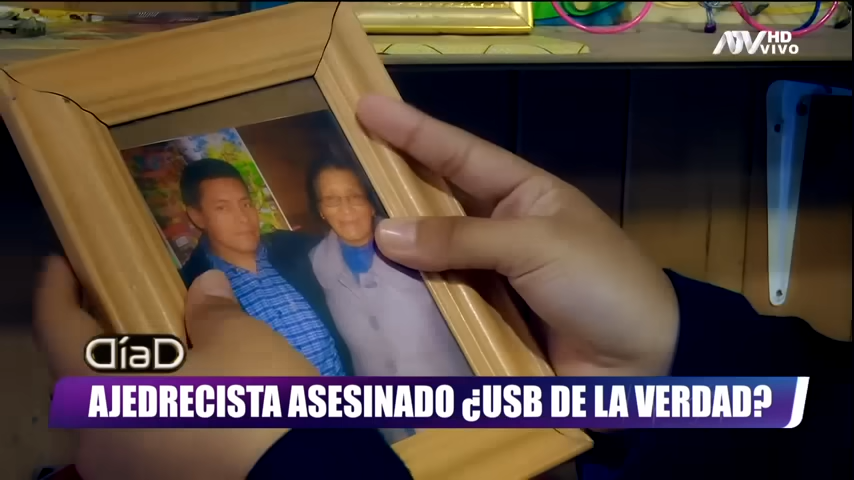 ATV HD
VIVO
DíaD
AJEDRECISTA ASESINADO ¿USB DE LA VERDAD?